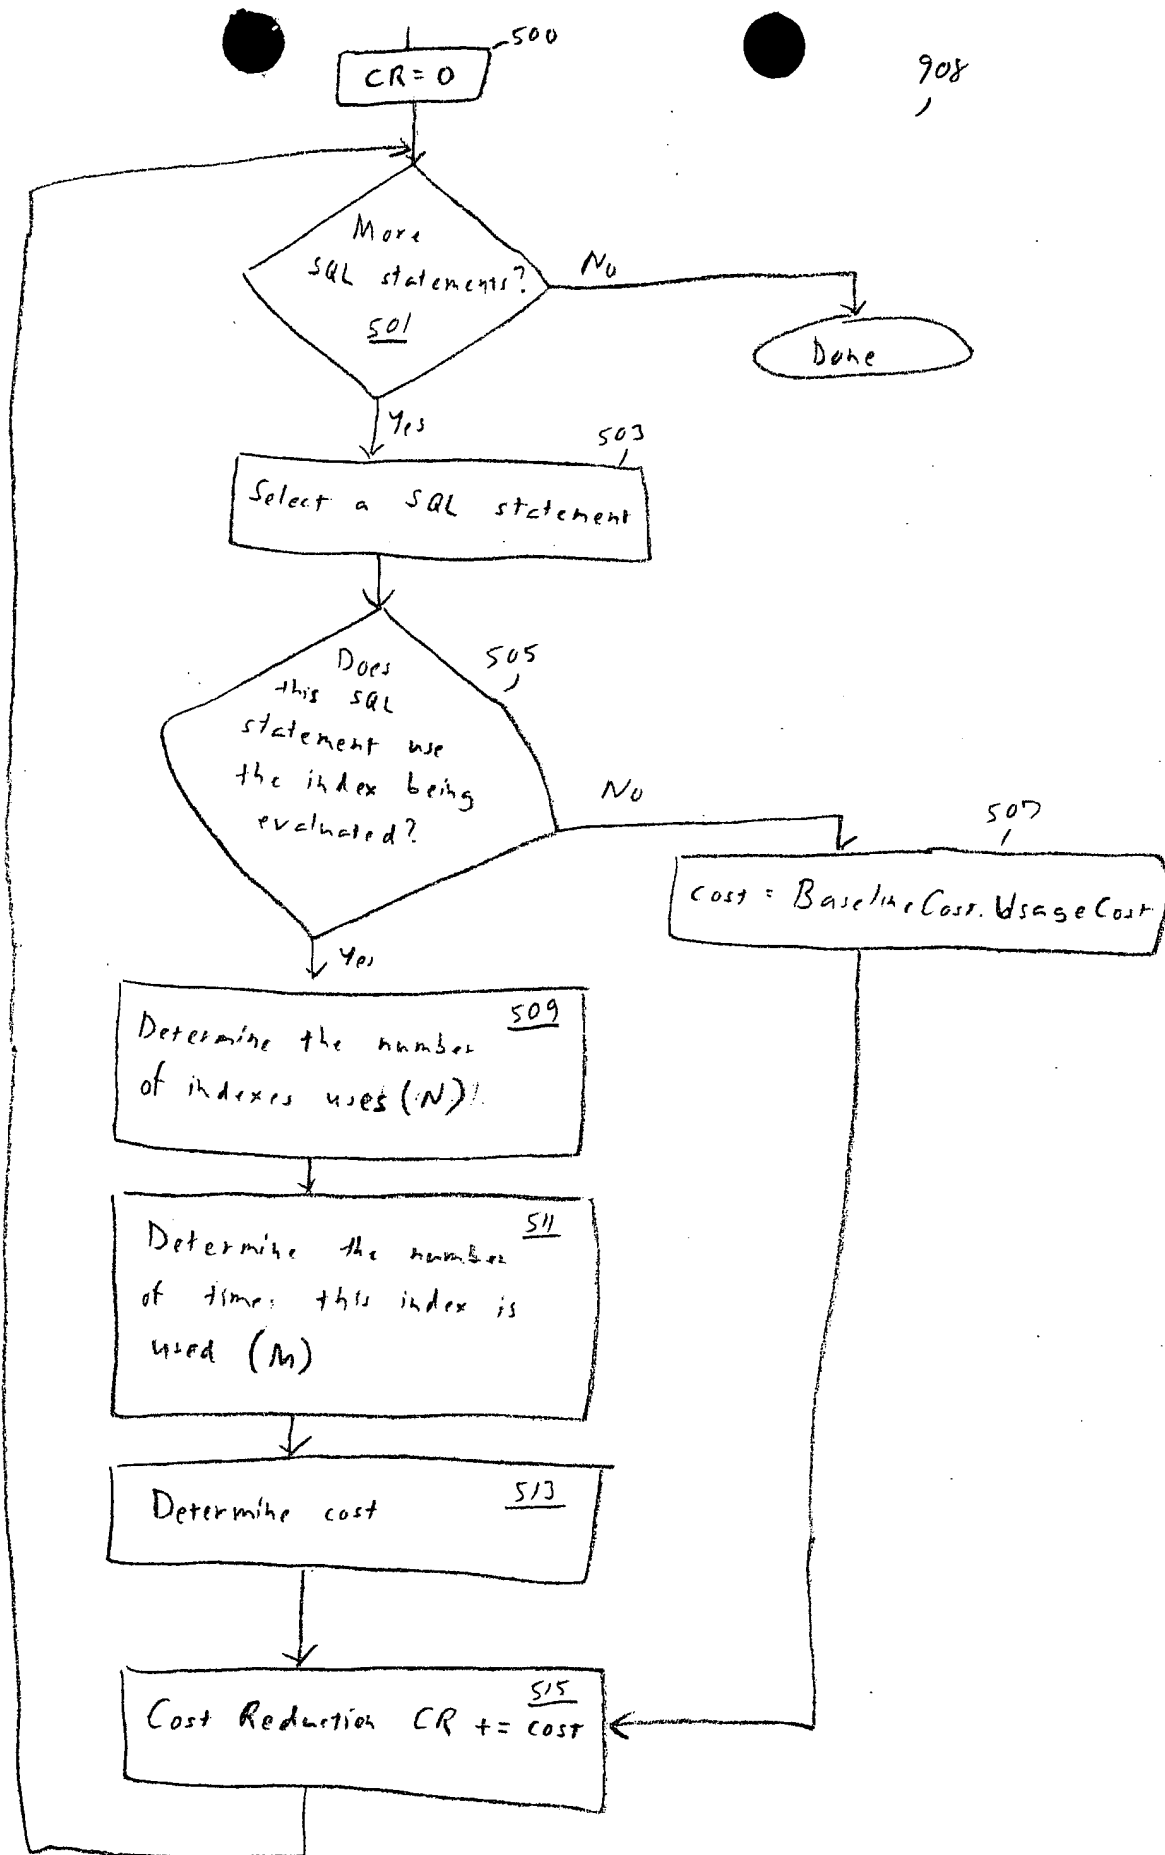 500
CR = 0
908
More
SQL statements?
501
No
Done
Yes
503
Select a SQL statement
505
Does
this SQL
statement use
the index being
evaluated?
No
507
cost = BaselineCost. UsageCost
Yes
509
Determine the number
of indexes uses (N)
511
Determine the number
of times this index is
used (M)
513
Determine cost
515
Cost Reduction CR += cost